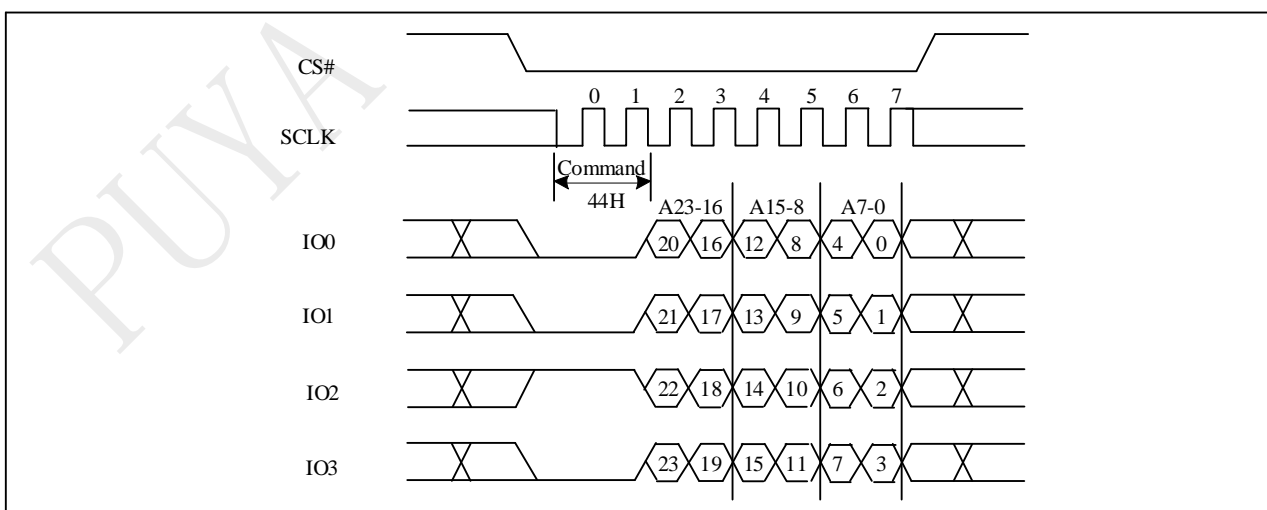 PUYA
CS#
0 1 2 3 4 5 6 7
SCLK
Command
44H
A23-16 A15-8 A7-0
IO0 20 16 12 8 4 0
IO1 21 17 13 9 5 1
IO2 22 18 14 10 6 2
IO3 23 19 15 11 7 3